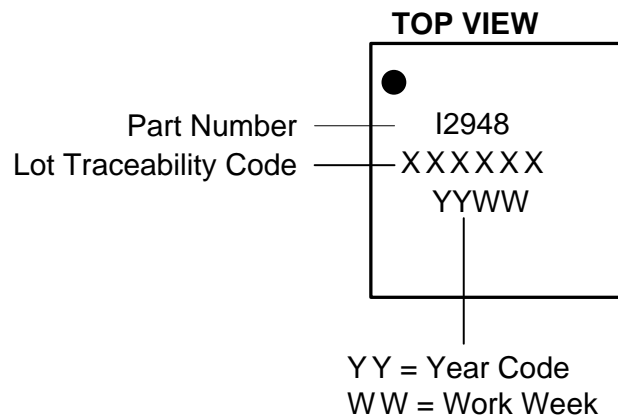 TOP VIEW
Part Number
I2948
Lot Traceability Code
XXXXXX
YYWW
YY = Year Code
WW = Work Week